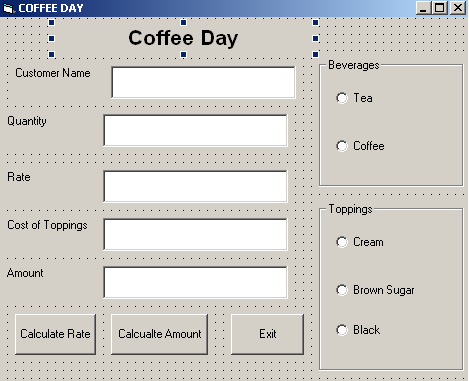 COFFEE DAY
Coffee Day
Customer Name
Quantity
Rate
Cost of Toppings
Amount
Calculate Rate
Calcualte Amount
Exit
Beverages
Tea
Coffee
Toppings
Cream
Brown Sugar
Black